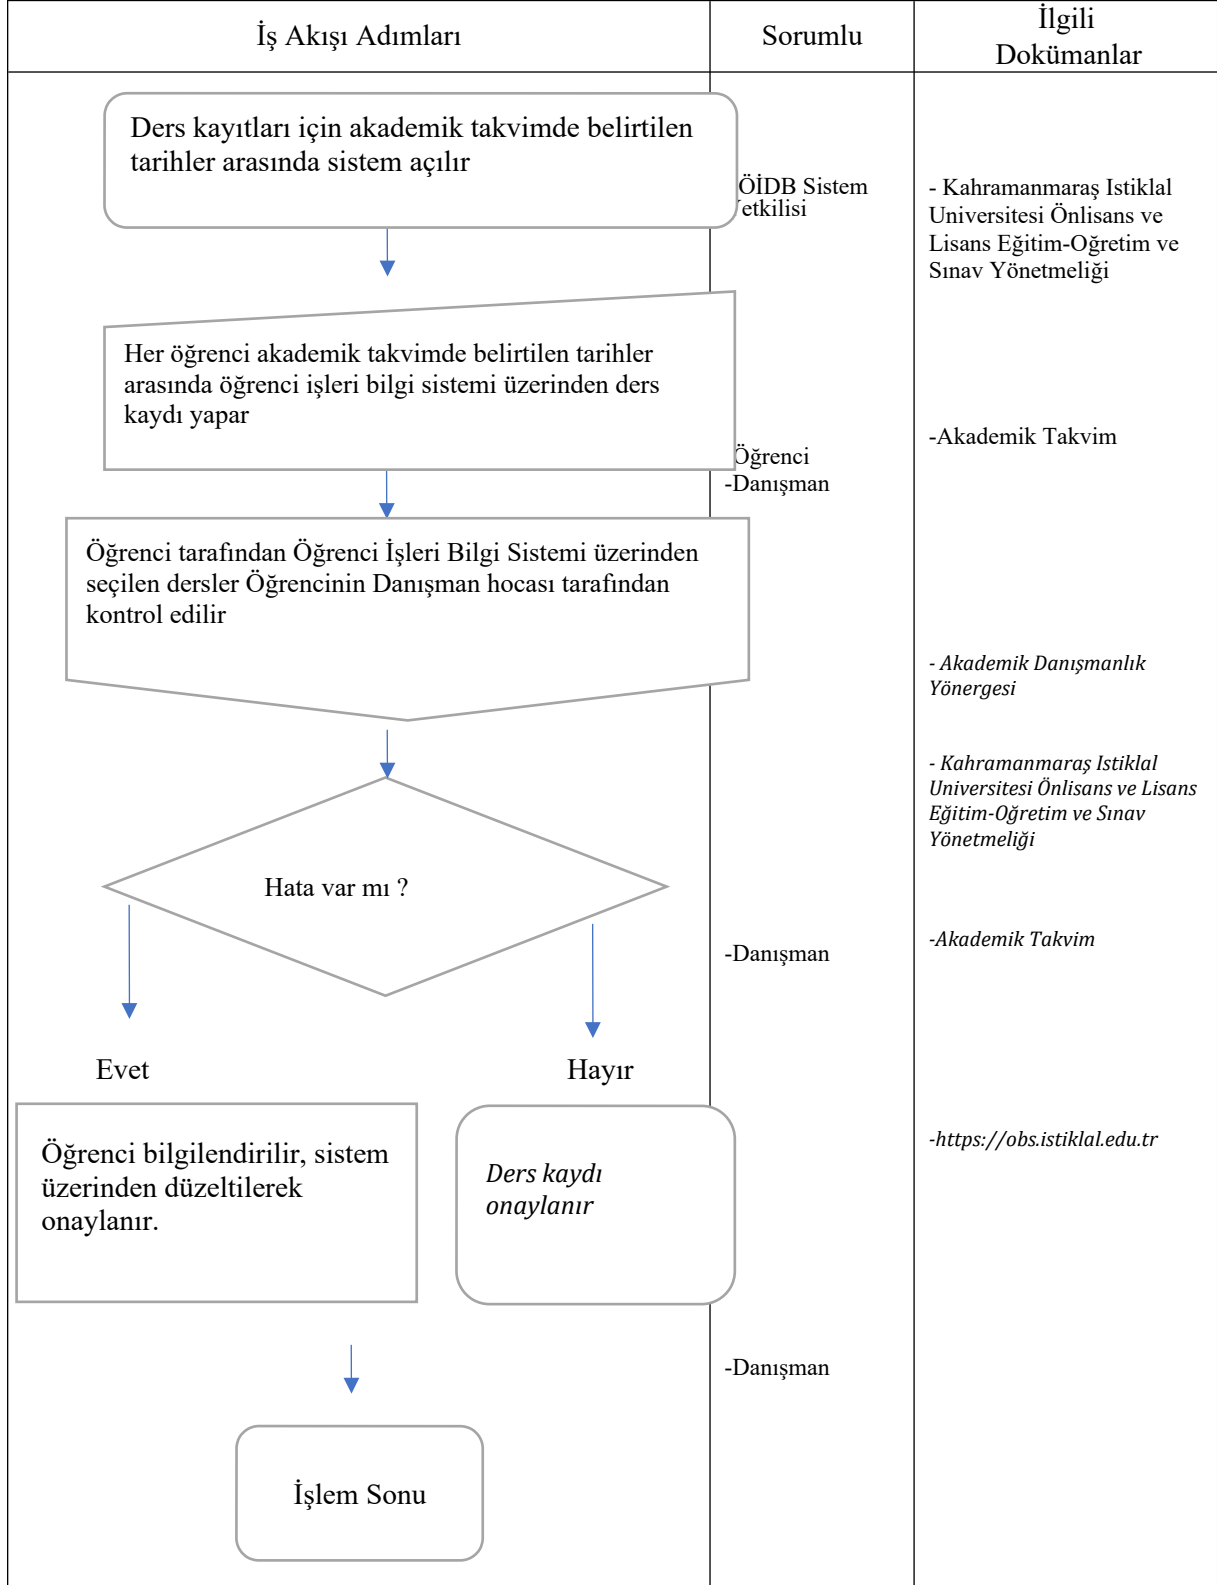 İş Akışı Adımları
Sorumlu
İlgili
Dokümanlar
Ders kayıtları için akademik takvimde belirtilen
tarihler arasında sistem açılır
ÖİDB Sistem
etkilisi
- Kahramanmaraş Istiklal
Universitesi Önlisans ve
Lisans Eğitim-Oğretim ve
Sınav Yönetmeliği
Her öğrenci akademik takvimde belirtilen tarihler
arasında öğrenci işleri bilgi sistemi üzerinden ders
kaydı yapar
Öğrenci
-Danışman
-Akademik Takvim
Öğrenci tarafından Öğrenci İşleri Bilgi Sistemi üzerinden
seçilen dersler Öğrencinin Danışman hocası tarafından
kontrol edilir
- Akademik Danışmanlık
Yönergesi
- Kahramanmaraş Istiklal
Universitesi Önlisans ve Lisans
Eğitim-Oğretim ve Sınav
Yönetmeliği
Hata var mı ?
-Danışman
-Akademik Takvim
Evet
Hayır
Öğrenci bilgilendirilir, sistem
üzerinden düzeltilerek
onaylanır.
Ders kaydı
onaylanır
-https://obs.istiklal.edu.tr
-Danışman
İşlem Sonu